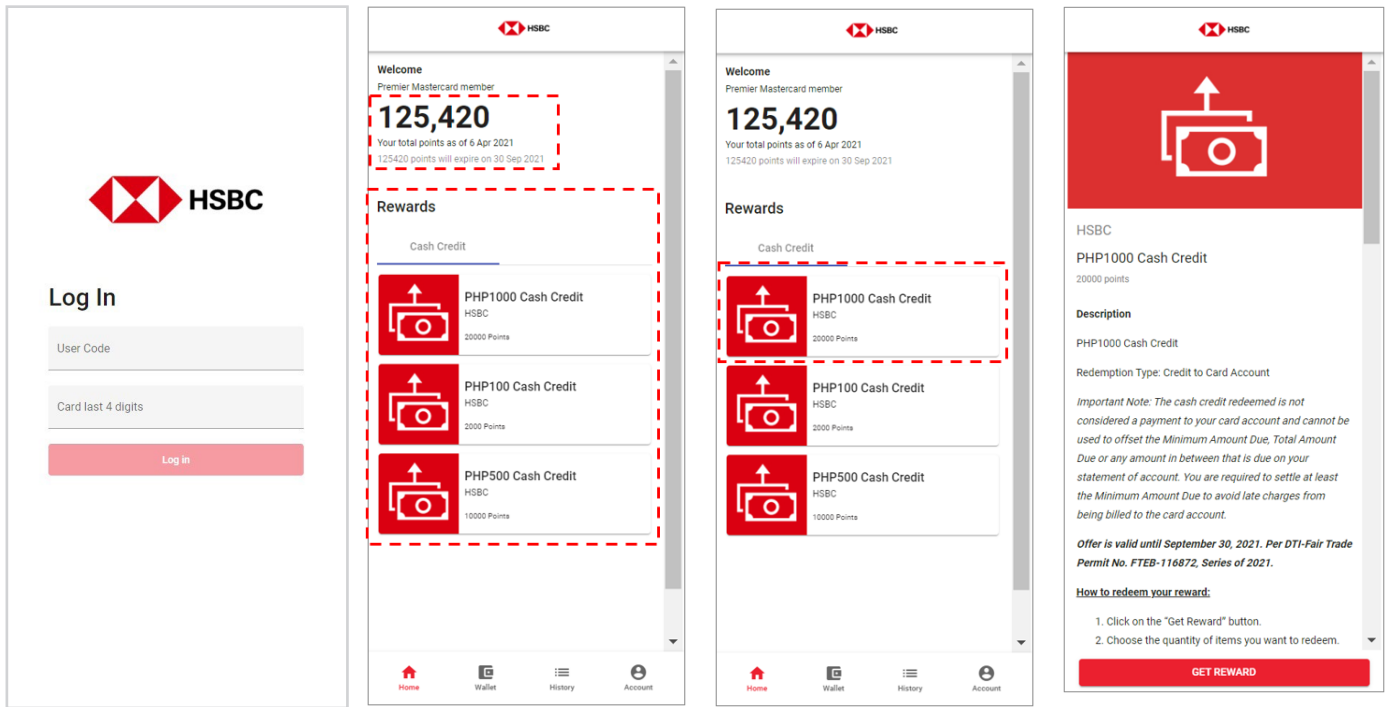 HSBC
Log In
User Code
Card last 4 digits
Log in
HSBC
Welcome
Premier Mastercard member
125,420
Your total points as of 6 Apr 2021
125420 points will expire on 30 Sep 2021
Rewards
Cash Credit
PHP1000 Cash Credit
HSBC
20000 Points
PHP100 Cash Credit
HSBC
2000 Points
PHP500 Cash Credit
HSBC
10000 Points
Home
Wallet
History
Account
HSBC
Welcome
Premier Mastercard member
125,420
Your total points as of 6 Apr 2021
125420 points will expire on 30 Sep 2021
Rewards
Cash Credit
PHP1000 Cash Credit
HSBC
20000 Points
PHP100 Cash Credit
HSBC
2000 Points
PHP500 Cash Credit
HSBC
10000 Points
Home
Wallet
History
Account
HSBC
HSBC
PHP1000 Cash Credit
20000 points
Description
PHP1000 Cash Credit
Redemption Type: Credit to Card Account
Important Note: The cash credit redeemed is not
considered a payment to your card account and cannot be
used to offset the Minimum Amount Due, Total Amount
Due or any amount in between that is due on your
statement of account. You are required to settle at least
the Minimum Amount Due to avoid late charges from
being billed to the card account.
Offer is valid until September 30, 2021. Per DTI-Fair Trade
Permit No. FTEB-116872, Series of 2021.
How to redeem your reward:
1. Click on the "Get Reward" button.
2. Choose the quantity of items you want to redeem.
GET REWARD